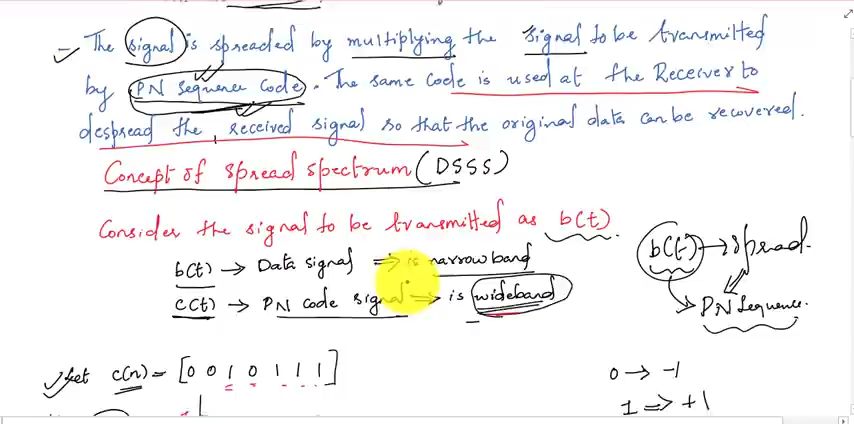 - The signal is spreaded by multiplying the signal to be transmitted
by PN sequence code. The same code is used at the Receiver to
despread the received signal so that the original data can be recovered.
Concept of spread spectrum (DSSS)
Consider the signal to be transmitted as b(t).
b(t) → Data signal ⇒ is narrowband
c(t) → PN code signal ⇒ is wideband
b(t) → spread.
→ PN sequence.
Let c(n) = [0 0 1 0 1 1 1]
0 → -1
1 ⇒ +1